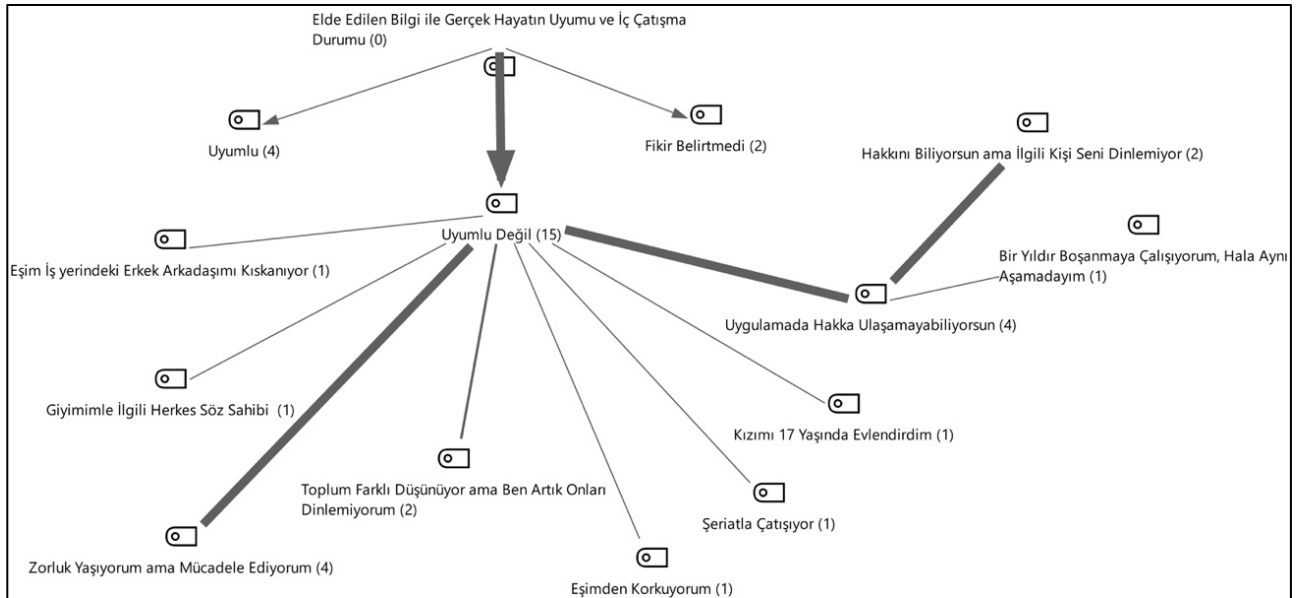 Elde Edilen Bilgi ile Gerçek Hayatın Uyumu ve İç Çatışma
Durumu (0)
Uyumlu (4)
Fikir Belirtmedi (2)
Hakkını Biliyorsun ama İlgili Kişi Seni Dinlemiyor (2)
Uyumlu Değil (15)
Eşim İş yerindeki Erkek Arkadaşımı Kıskanıyor (1)
Bir Yıldır Boşanmaya Çalışıyorum, Hala Aynı
Aşamadayım (1)
Uygulamada Hakka Ulaşamayabiliyorsun (4)
Giyimimle İlgili Herkes Söz Sahibi (1)
Kızımı 17 Yaşında Evlendirdim (1)
Toplum Farklı Düşünüyor ama Ben Artık Onları
Dinlemiyorum (2)
Şeriatla Çatışıyor (1)
Zorluk Yaşıyorum ama Mücadele Ediyorum (4)
Eşimden Korkuyorum (1)